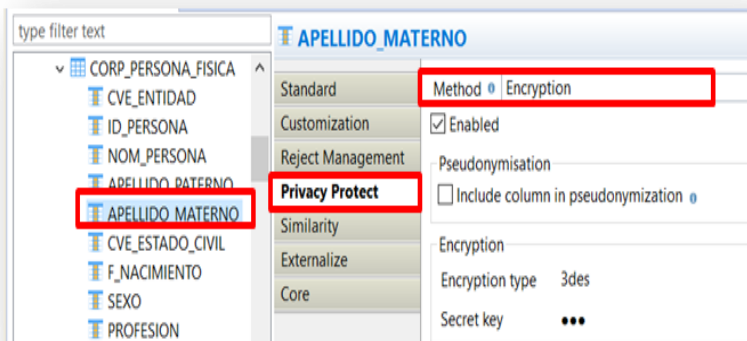 type filter text
CORP_PERSONA_FISICA
CVE_ENTIDAD
ID_PERSONA
NOM_PERSONA
APELLIDO_PATERNO
APELLIDO_MATERNO
CVE_ESTADO_CIVIL
F_NACIMIENTO
SEXO
PROFESION
APELLIDO_MATERNO
Standard
Customization
Reject Management
Privacy Protect
Similarity
Externalize
Core
Method Encryption
Enabled
Pseudonymisation
Include column in pseudonymization
Encryption
Encryption type 3des
Secret key •••